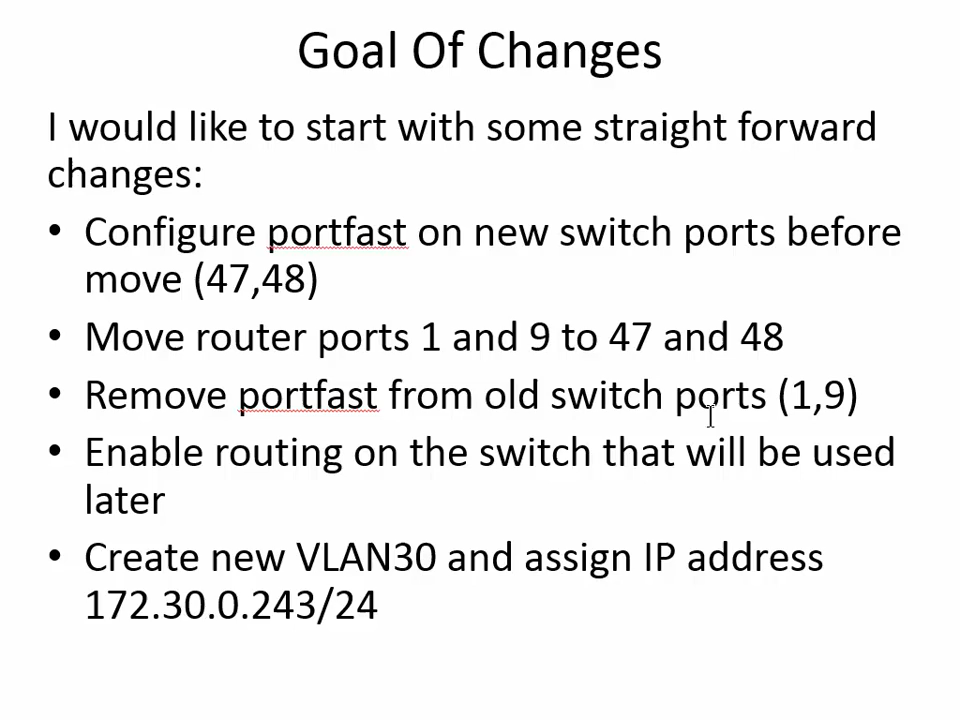 Goal Of Changes
I would like to start with some straight forward
changes:
• Configure portfast on new switch ports before
move (47,48)
• Move router ports 1 and 9 to 47 and 48
• Remove portfast from old switch ports (1,9)
• Enable routing on the switch that will be used
later
• Create new VLAN30 and assign IP address
172.30.0.243/24